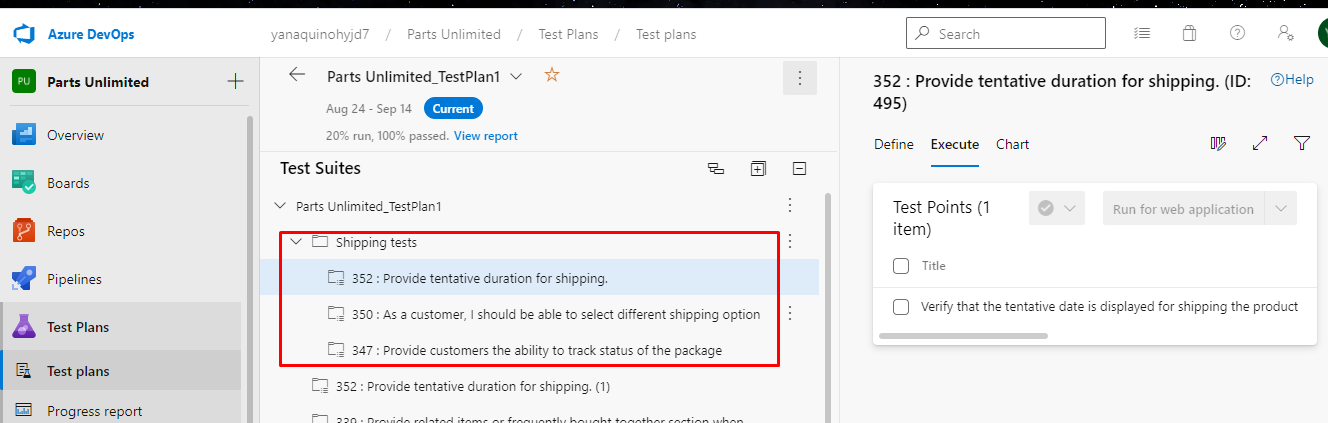 Azure DevOps
yanaquinohyjd7 / Parts Unlimited / Test Plans / Test plans
Search
PU Parts Unlimited
Overview
Boards
Repos
Pipelines
Test Plans
Test plans
Progress report
Parts Unlimited_TestPlan1
Aug 24 - Sep 14 Current
20% run, 100% passed. View report
Test Suites
Parts Unlimited_TestPlan1
Shipping tests
352 : Provide tentative duration for shipping.
350 : As a customer, I should be able to select different shipping option
347 : Provide customers the ability to track status of the package
352 : Provide tentative duration for shipping. (1)
339 : Provide related items or frequently bought together section when
352 : Provide tentative duration for shipping. (ID:
495)
Help
Define Execute Chart
Test Points (1
item)
Run for web application
Title
Verify that the tentative date is displayed for shipping the product